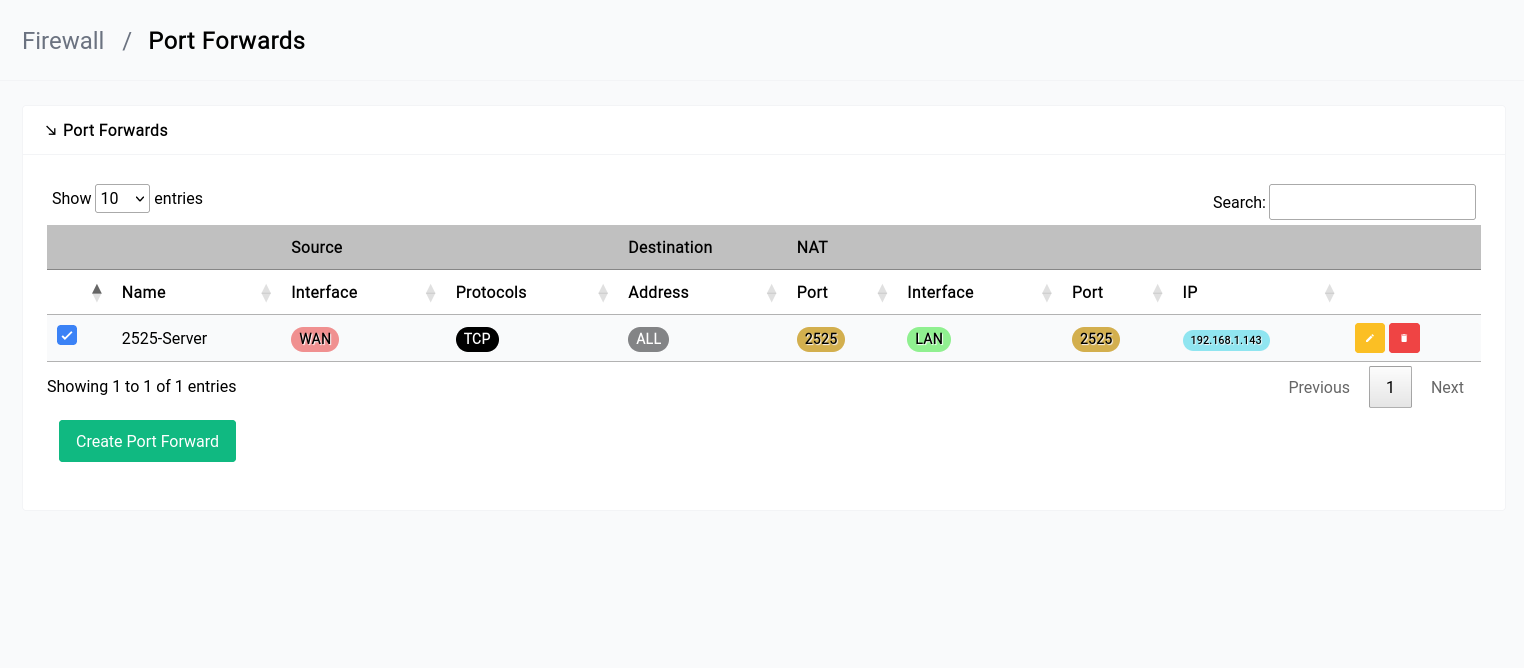 Firewall / Port Forwards
Port Forwards
Show 10 entries
Search:
Source Destination NAT
Name Interface Protocols Address Port Interface Port IP
2525-Server WAN TCP ALL 2525 LAN 2525 192.168.1.143
Showing 1 to 1 of 1 entries
Previous 1 Next
Create Port Forward